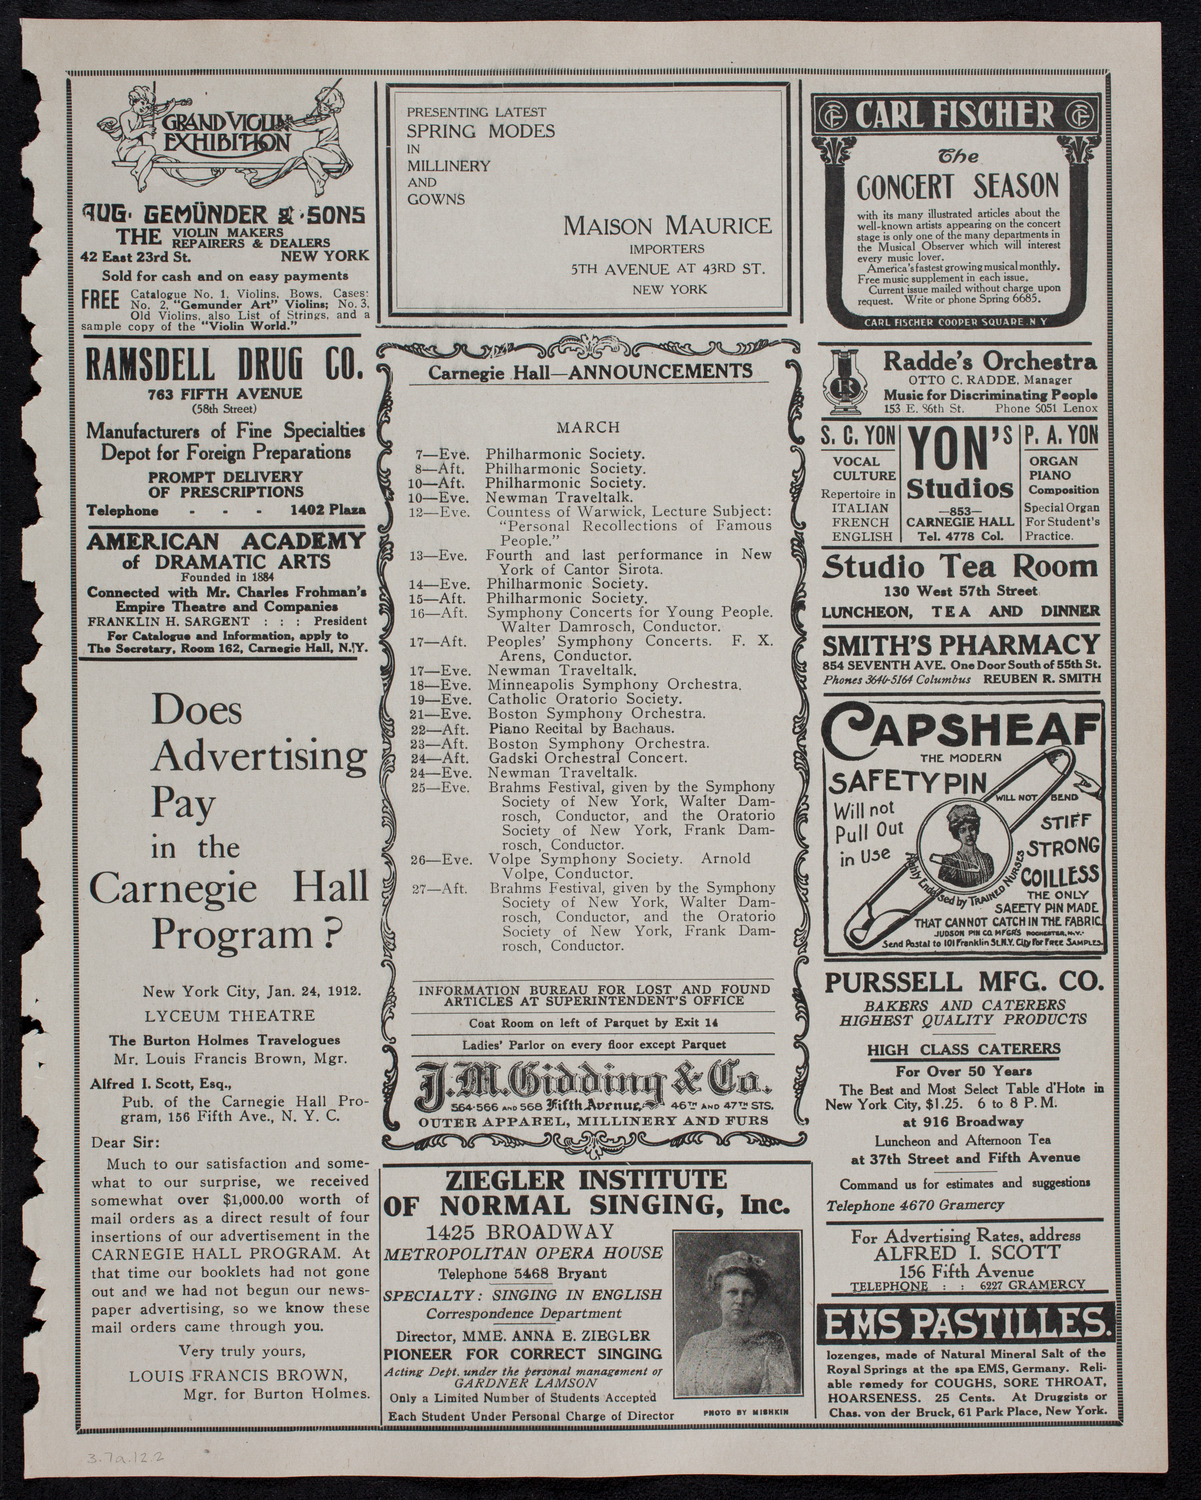 GRAND VIOLIN
EXHIBITION
AUG. GEMÜNDER & SONS
THE VIOLIN MAKERS
REPAIRERS & DEALERS
42 East 23rd St. NEW YORK
Sold for cash and on easy payments
FREE Catalogue No. 1, Violins, Bows, Cases:
No. 2, "Gemunder Art" Violins; No. 3,
Old Violins, also List of Strings, and a
sample copy of the "Violin World."
RAMSDELL DRUG CO.
763 FIFTH AVENUE
(58th Street)
Manufacturers of Fine Specialties
Depot for Foreign Preparations
PROMPT DELIVERY
OF PRESCRIPTIONS
Telephone - - - 1402 Plaza
AMERICAN ACADEMY
of DRAMATIC ARTS
Founded in 1884
Connected with Mr. Charles Frohman's
Empire Theatre and Companies
FRANKLIN H. SARGENT : : : President
For Catalogue and Information, apply to
The Secretary, Room 162, Carnegie Hall, N.Y.
Does
Advertising
Pay
in the
Carnegie Hall
Program?
New York City, Jan. 24, 1912.
LYCEUM THEATRE
The Burton Holmes Travelogues
Mr. Louis Francis Brown, Mgr.
Alfred I. Scott, Esq.,
Pub. of the Carnegie Hall Pro-
gram, 156 Fifth Ave., N. Y. C.
Dear Sir:
Much to our satisfaction and some-
what to our surprise, we received
somewhat over $1,000.00 worth of
mail orders as a direct result of four
insertions of our advertisement in the
CARNEGIE HALL PROGRAM. At
that time our booklets had not gone
out and we had not begun our news-
paper advertising, so we know these
mail orders came through you.
Very truly yours,
LOUIS FRANCIS BROWN,
Mgr. for Burton Holmes.
PRESENTING LATEST
SPRING MODES
IN
MILLINERY
AND
GOWNS
MAISON MAURICE
IMPORTERS
5TH AVENUE AT 43RD ST.
NEW YORK
Carnegie Hall—ANNOUNCEMENTS
MARCH
7—Eve. Philharmonic Society.
8—Aft. Philharmonic Society.
10—Aft. Philharmonic Society.
10—Eve. Newman Traveltalk.
12—Eve. Countess of Warwick, Lecture Subject:
"Personal Recollections of Famous
People."
13—Eve. Fourth and last performance in New
York of Cantor Sirota.
14—Eve. Philharmonic Society.
15—Aft. Philharmonic Society.
16—Aft. Symphony Concerts for Young People.
Walter Damrosch, Conductor.
17—Aft. Peoples' Symphony Concerts. F. X.
Arens, Conductor.
17—Eve. Newman Traveltalk.
18—Eve. Minneapolis Symphony Orchestra.
19—Eve. Catholic Oratorio Society.
21—Eve. Boston Symphony Orchestra.
22—Aft. Piano Recital by Bachaus.
23—Aft. Boston Symphony Orchestra.
24—Aft. Gadski Orchestral Concert.
24—Eve. Newman Traveltalk.
25—Eve. Brahms Festival, given by the Symphony
Society of New York, Walter Dam-
rosch, Conductor, and the Oratorio
Society of New York, Frank Dam-
rosch, Conductor.
26—Eve. Volpe Symphony Society. Arnold
Volpe, Conductor.
27—Aft. Brahms Festival, given by the Symphony
Society of New York, Walter Dam-
rosch, Conductor, and the Oratorio
Society of New York, Frank Dam-
rosch, Conductor.
INFORMATION BUREAU FOR LOST AND FOUND
ARTICLES AT SUPERINTENDENT'S OFFICE
Coat Room on left of Parquet by Exit 14
Ladies' Parlor on every floor except Parquet
J. M. Gidding & Co.
564-566 AND 568 Fifth Avenue, 46TH AND 47TH STS.
OUTER APPAREL, MILLINERY AND FURS
ZIEGLER INSTITUTE
OF NORMAL SINGING, Inc.
1425 BROADWAY
METROPOLITAN OPERA HOUSE
Telephone 5468 Bryant
SPECIALTY: SINGING IN ENGLISH
Correspondence Department
Director, MME. ANNA E. ZIEGLER
PIONEER FOR CORRECT SINGING
Acting Dept. under the personal management of
GARDNER LAMSON
Only a Limited Number of Students Accepted
Each Student Under Personal Charge of Director
PHOTO BY MISHKIN
CF CARL FISCHER CF
The
CONCERT SEASON
with its many illustrated articles about the
well-known artists appearing on the concert
stage is only one of the many departments in
the Musical Observer which will interest
every music lover.
America's fastest growing musical monthly.
Free music supplement in each issue.
Current issue mailed without charge upon
request. Write or phone Spring 6685.
CARL FISCHER COOPER SQUARE N Y
R
Radde's Orchestra
OTTO C. RADDE, Manager
Music for Discriminating People
153 E. 86th St. Phone 5051 Lenox
S. C. YON
VOCAL
CULTURE
Repertoire in
ITALIAN
FRENCH
ENGLISH
YON'S
Studios
—853—
CARNEGIE HALL
Tel. 4778 Col.
P. A. YON
ORGAN
PIANO
Composition
Special Organ
For Student's
Practice.
Studio Tea Room
130 West 57th Street
LUNCHEON, TEA AND DINNER
SMITH'S PHARMACY
854 SEVENTH AVE. One Door South of 55th St.
Phones 3646-5164 Columbus REUBEN R. SMITH
CAPSHEAF
THE MODERN
SAFETY PIN
WILL NOT BEND
Will not
Pull Out
in Use
STIFF
STRONG
COILLESS
Highly Endorsed by TRAINED NURSES
THE ONLY
SAFETY PIN MADE
THAT CANNOT CATCH IN THE FABRIC.
JUDSON PIN CO. MFGRS ROCHESTER, N.Y.
Send Postal to 101 Franklin St. N.Y. City For Free SAMPLES.
PURSSELL MFG. CO.
BAKERS AND CATERERS
HIGHEST QUALITY PRODUCTS
HIGH CLASS CATERERS
For Over 50 Years
The Best and Most Select Table d'Hote in
New York City, $1.25. 6 to 8 P. M.
at 916 Broadway
Luncheon and Afternoon Tea
at 37th Street and Fifth Avenue
Command us for estimates and suggestions
Telephone 4670 Gramercy
For Advertising Rates, address
ALFRED I. SCOTT
156 Fifth Avenue
TELEPHONE : : 6227 GRAMERCY
EMS PASTILLES.
lozenges, made of Natural Mineral Salt of the
Royal Springs at the spa EMS, Germany. Reli-
able remedy for COUGHS, SORE THROAT,
HOARSENESS. 25 Cents. At Druggists or
Chas. von der Bruck, 61 Park Place, New York.
3.7a.12.2